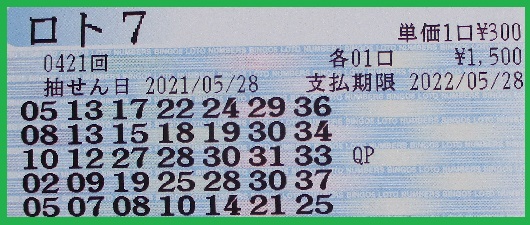 ロト7 単価1口¥300
0421回 各01口 ¥1,500
抽せん日 2021/05/28 支払期限 2022/05/28
05 13 17 22 24 29 36
08 13 15 18 19 30 34
10 12 27 28 30 31 33 QP
02 09 19 25 28 30 37
05 07 08 10 14 21 25